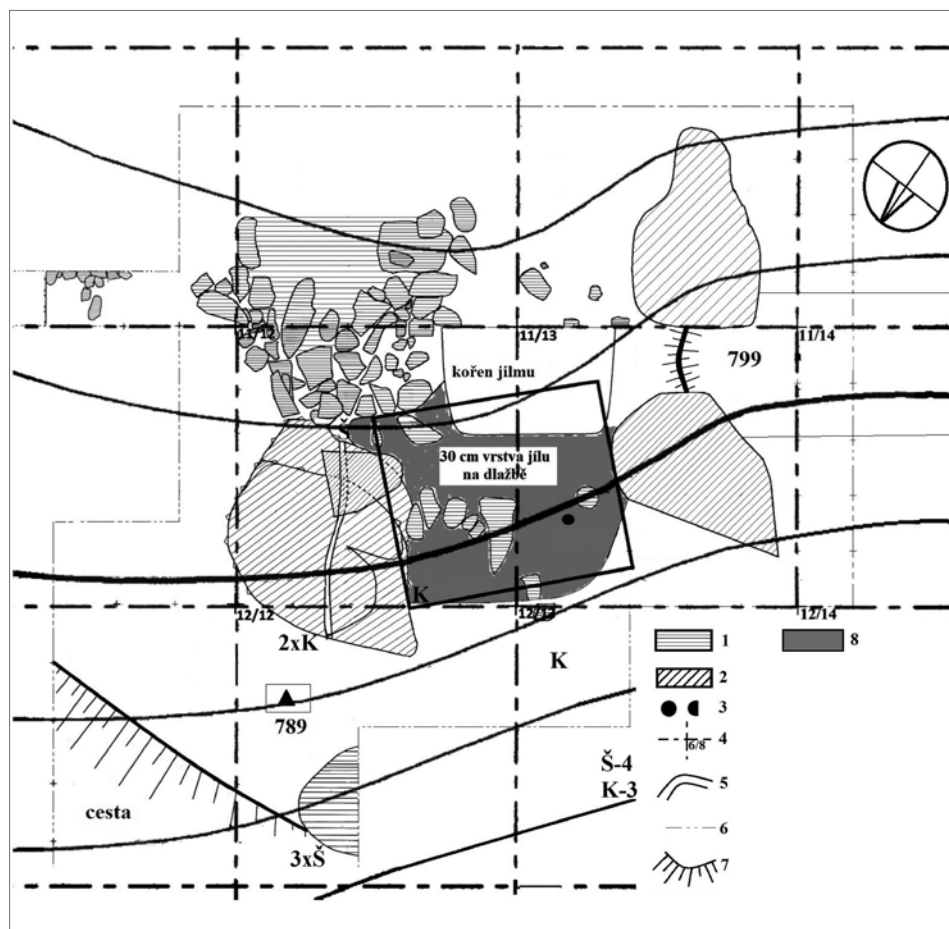 11/12
11/13
11/14
kořen jilmu
799
Š
30 cm vrstva jílu
na dlažbě
K
12/12
12/13
12/14
2xK
K
789
cesta
3xŠ
Š-4
K-3
1
8
2
3
4
6/8
5
6
7